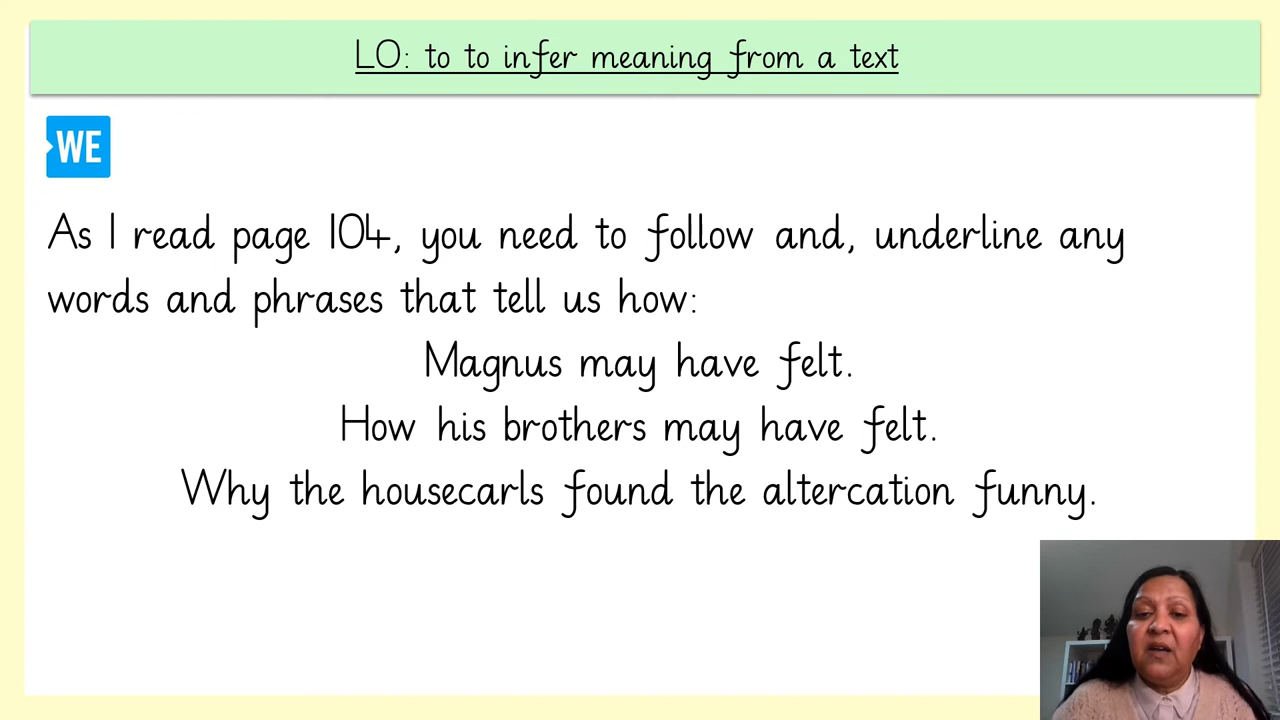 LO: to to infer meaning from a text
WE
As I read page 104, you need to follow and, underline any
words and phrases that tell us how:
Magnus may have felt.
How his brothers may have felt.
Why the housecarls found the altercation funny.